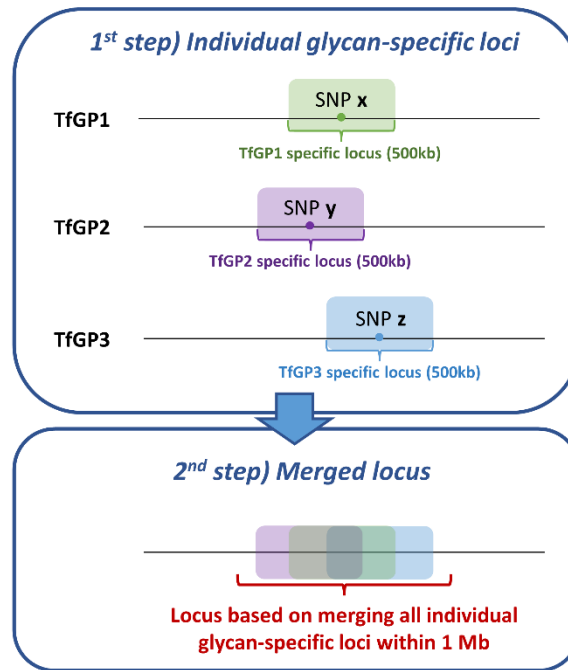 1st step) Individual glycan-specific loci
SNP x
TfGP1
TfGP1 specific locus (500kb)
SNP y
TfGP2
TfGP2 specific locus (500kb)
SNP z
TfGP3
TfGP3 specific locus (500kb)
2nd step) Merged locus
Locus based on merging all individual
glycan-specific loci within 1 Mb